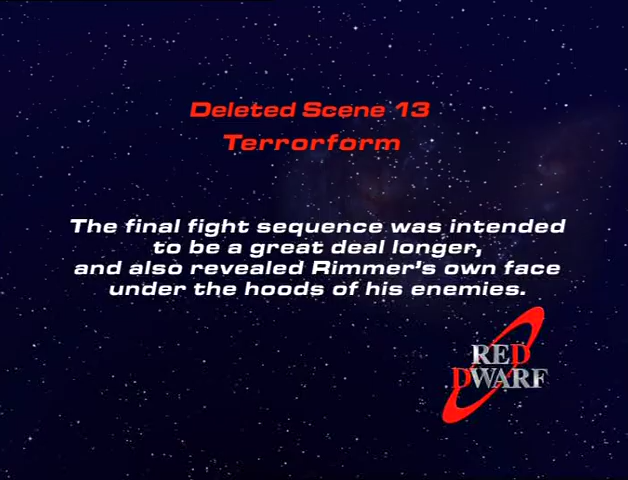 Deleted Scene 13
Terrorform
The final fight sequence was intended
to be a great deal longer,
and also revealed Rimmer's own face
under the hoods of his enemies.
RED
DWARF